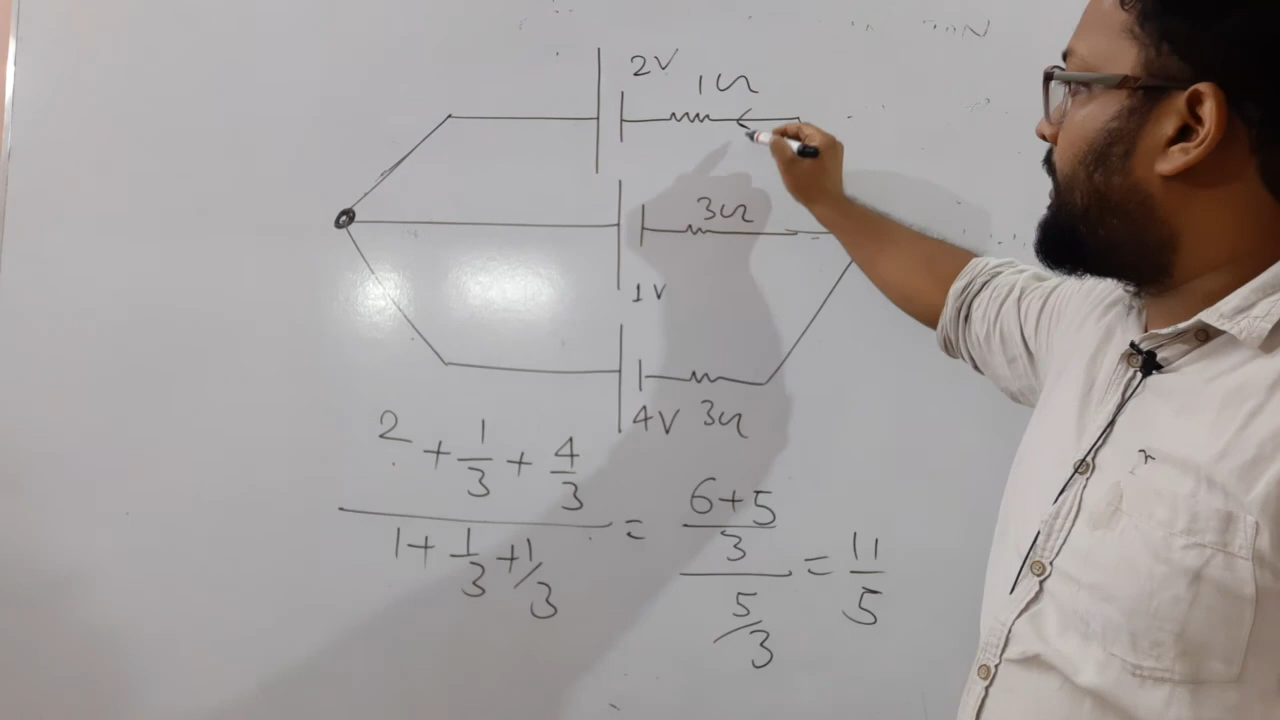 2V
1Ω
3Ω
1V
4V 3Ω
2 + 1/3 + 4/3
1 + 1/3 + 1/3
=
6+5
3
5/3
= 11/5